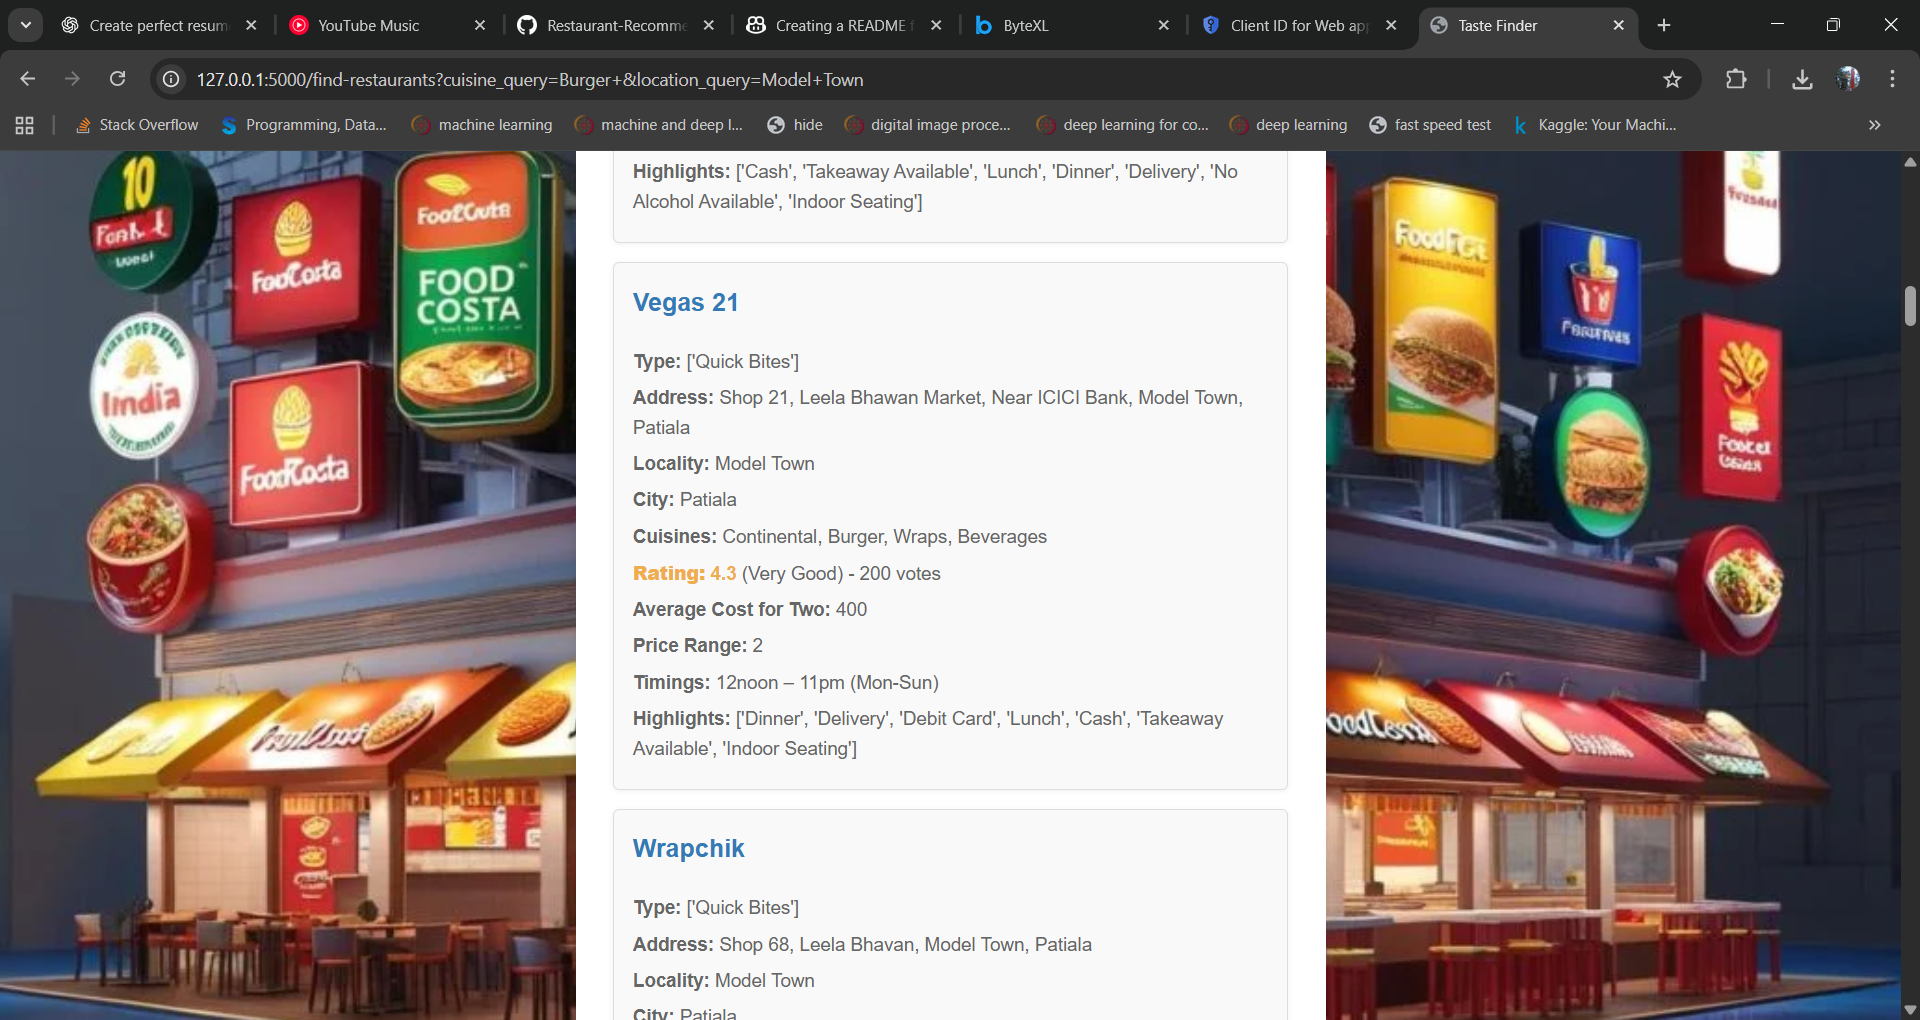 Create perfect resum
YouTube Music
Restaurant-Recomme
Creating a README f
ByteXL
Client ID for Web ap
Taste Finder
127.0.0.1:5000/find-restaurants?cuisine_query=Burger+&location_query=Model+Town
Stack Overflow
Programming, Data...
machine learning
machine and deep l...
hide
digital image proce...
deep learning for co...
deep learning
fast speed test
Kaggle: Your Machi...
Highlights: ['Cash', 'Takeaway Available', 'Lunch', 'Dinner', 'Delivery', 'No
Alcohol Available', 'Indoor Seating']
Vegas 21
Type: ['Quick Bites']
Address: Shop 21, Leela Bhawan Market, Near ICICI Bank, Model Town,
Patiala
Locality: Model Town
City: Patiala
Cuisines: Continental, Burger, Wraps, Beverages
Rating: 4.3 (Very Good) - 200 votes
Average Cost for Two: 400
Price Range: 2
Timings: 12noon – 11pm (Mon-Sun)
Highlights: ['Dinner', 'Delivery', 'Debit Card', 'Lunch', 'Cash', 'Takeaway
Available', 'Indoor Seating']
Wrapchik
Type: ['Quick Bites']
Address: Shop 68, Leela Bhavan, Model Town, Patiala
Locality: Model Town
City: Patiala
10
FOOD
COSTA